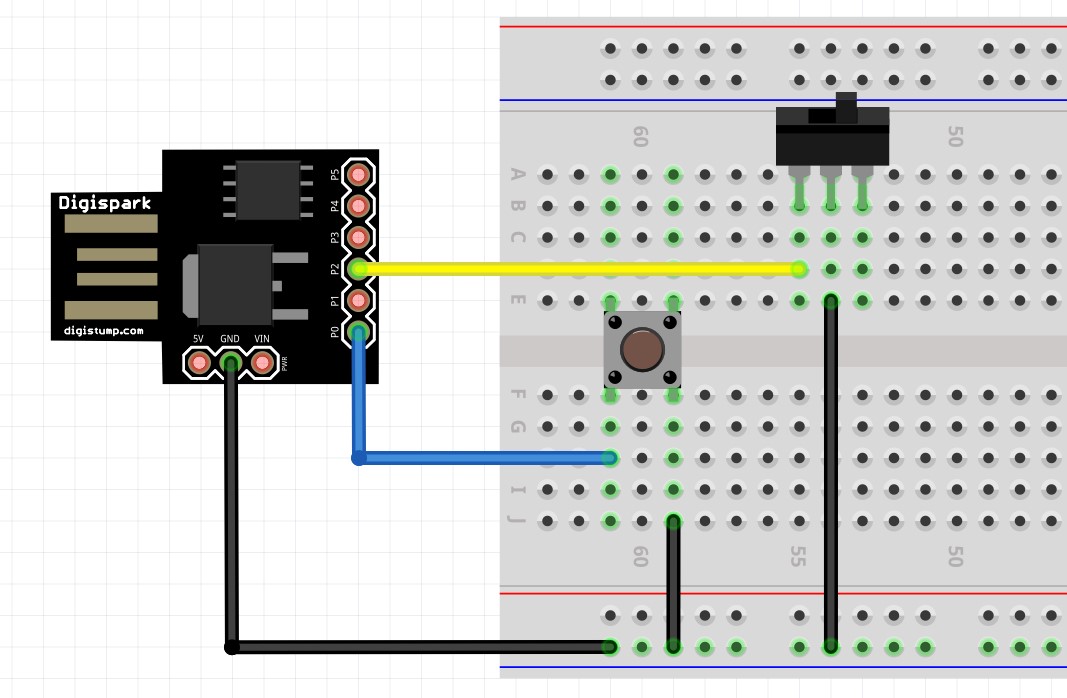 Digispark
digistump.com
P5
P4
P3
P2
P1
P0
5V GND VIN
PWR
60
50
A
B
C
E
F
G
I
J
60
55
50